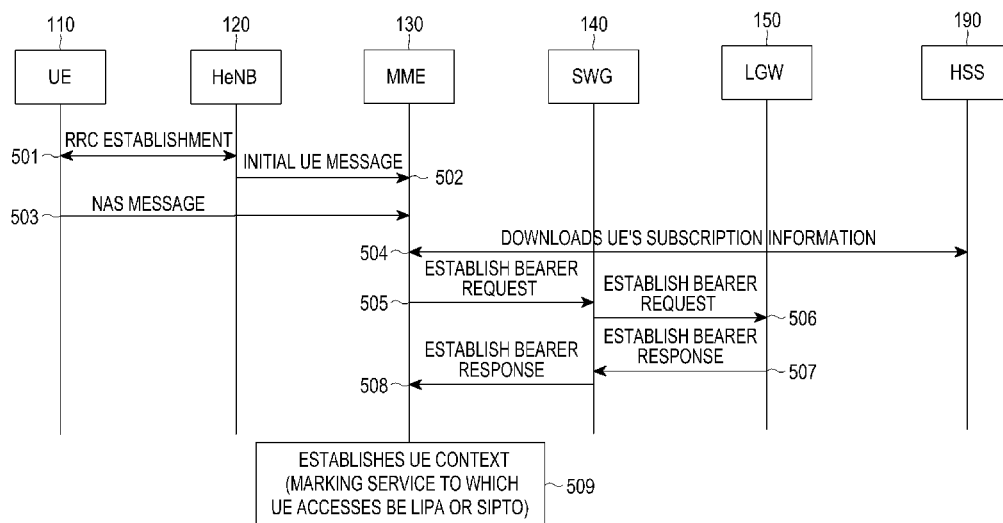 110 120 130 140 150 190
UE HeNB MME SWG LGW HSS
RRC ESTABLISHMENT
501
INITIAL UE MESSAGE
502
NAS MESSAGE
503
DOWNLOADS UE'S SUBSCRIPTION INFORMATION
504
ESTABLISH BEARER
REQUEST
505
ESTABLISH BEARER
REQUEST
506
ESTABLISH BEARER
RESPONSE
507
ESTABLISH BEARER
RESPONSE
508
ESTABLISHES UE CONTEXT
(MARKING SERVICE TO WHICH
UE ACCESSES BE LIPA OR SIPTO)
509